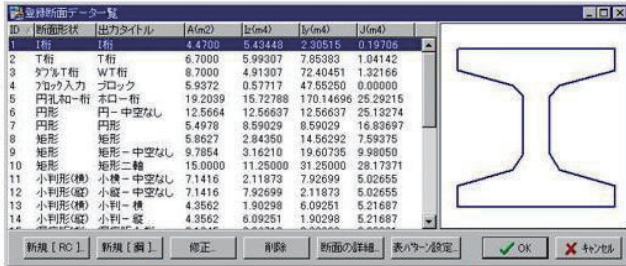 登録断面データ一覧
ID 断面形状 出力タイトル A(m2) Iz(m4) Iy(m4) J(m4)
1 I桁 I桁 4.4700 5.43448 2.30515 0.19706
2 T桁 T桁 6.7000 5.99307 7.85383 1.04142
3 ダブルT桁 WT桁 8.7000 4.91307 72.40451 1.32166
4 ブロック入力 ブロック 5.9372 0.57717 47.55250 0.00000
5 円孔ホロー桁 ホロー桁 19.2039 15.72788 170.14696 25.29215
6 円形 円－中空なし 12.5664 12.56637 12.56637 25.13274
7 円形 円形 5.4978 8.59029 8.59029 16.83697
8 矩形 矩形 5.8627 2.84350 14.56292 7.59375
9 矩形 矩形－中空なし 9.7854 3.16210 19.60735 9.98050
10 矩形 矩形二軸 15.0000 11.25000 31.25000 28.17371
11 小判形(横) 小横－中空なし 7.1416 2.11873 7.92699 5.02655
12 小判形(縦) 小縦－中空なし 7.1416 7.92699 2.11873 5.02655
13 小判形(横) 小判－横 4.3562 1.90298 6.09251 5.21687
14 小判形(縦) 小判－縦 4.3562 6.09251 1.90298 5.21687
新規［RC］... 新規［鋼］... 修正... 削除 断面の詳細... 表パターン設定... OK キャンセル